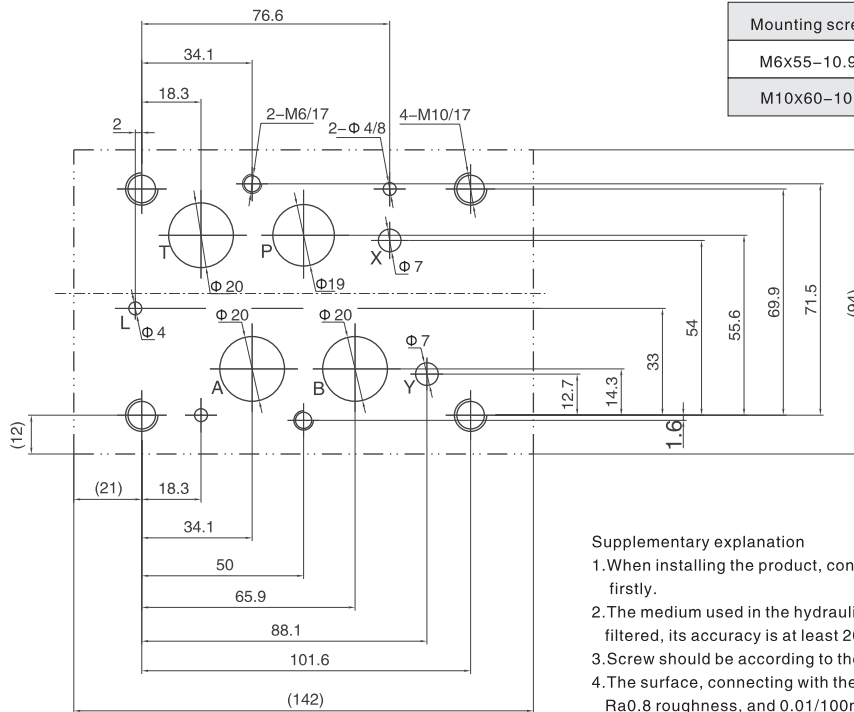 76.6
Mounting scre
34.1
M6x55–10.9
18.3
M10x60–10
2
2–M6/17
2–Φ 4/8
4–M10/17
T
P
X
Φ 7
Φ 20
Φ19
69.9
71.5
(94)
55.6
54
33
L
Φ 4
Φ 20
Φ 20
Φ 7
A
B
Y
12.7
14.3
(12)
1.6
(21)
18.3
34.1
50
65.9
88.1
101.6
(142)
Supplementary explanation
1.When installing the product, con
firstly.
2.The medium used in the hydrauli
filtered, its accuracy is at least 20
3.Screw should be according to the
4.The surface, connecting with the
Ra0.8 roughness, and 0.01/100m